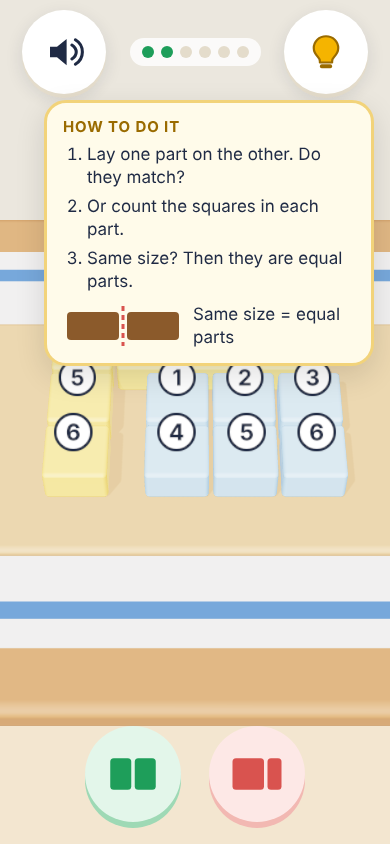 HOW TO DO IT
1. Lay one part on the other. Do
they match?
2. Or count the squares in each
part.
3. Same size? Then they are equal
parts.
Same size = equal
parts
5 1 2 3
6 4 5 6